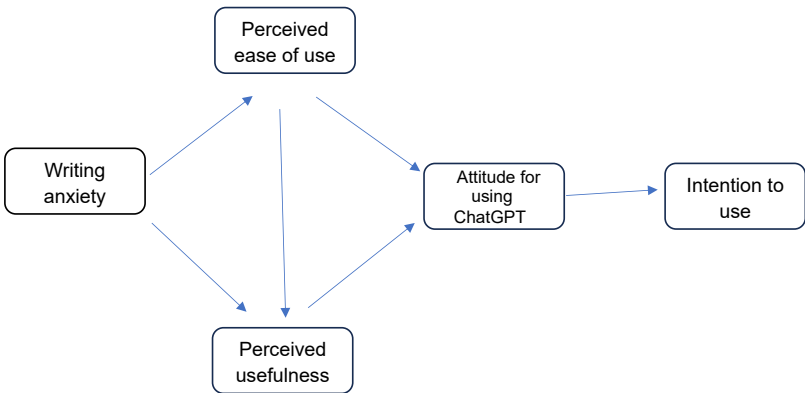 Perceived
ease of use
Writing
anxiety
Attitude for
using
ChatGPT
Intention to
use
Perceived
usefulness